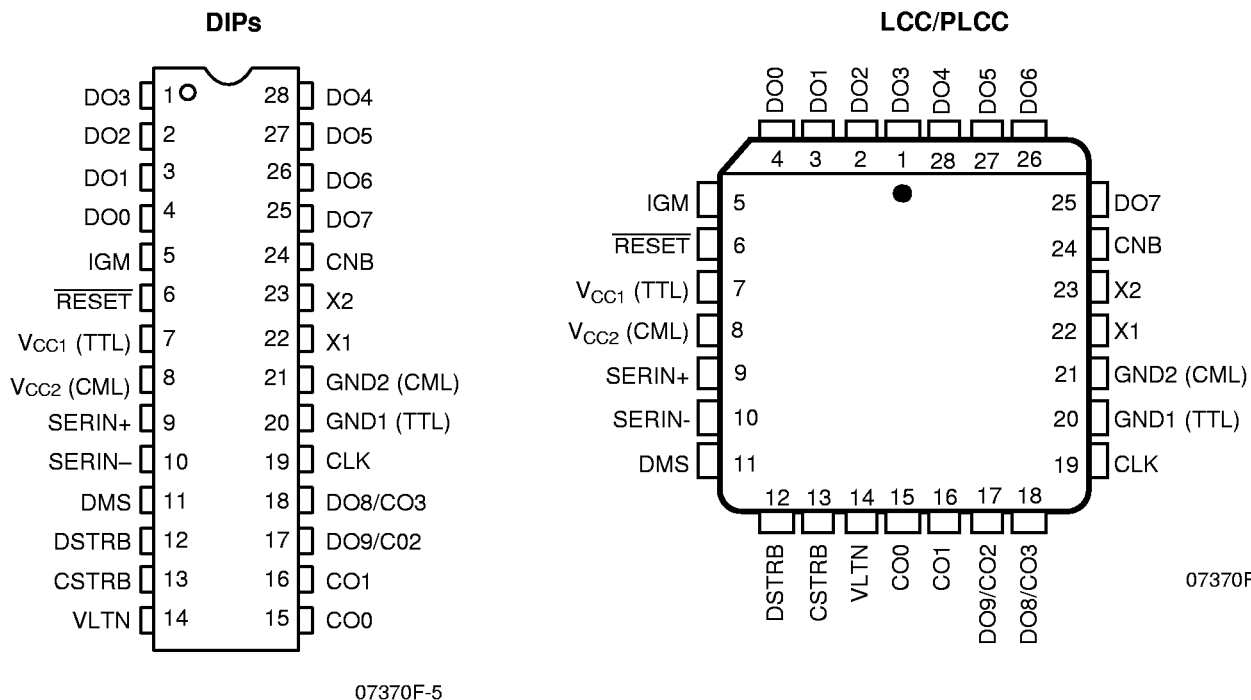 DIPs
DO3 1 28 DO4
DO2 2 27 DO5
DO1 3 26 DO6
DO0 4 25 DO7
IGM 5 24 CNB
RESET 6 23 X2
VCC1 (TTL) 7 22 X1
VCC2 (CML) 8 21 GND2 (CML)
SERIN+ 9 20 GND1 (TTL)
SERIN– 10 19 CLK
DMS 11 18 DO8/CO3
DSTRB 12 17 DO9/C02
CSTRB 13 16 CO1
VLTN 14 15 CO0
07370F-5
LCC/PLCC
DO0 DO1 DO2 DO3 DO4 DO5 DO6
4 3 2 1 28 27 26
IGM 5 25 DO7
RESET 6 24 CNB
VCC1 (TTL) 7 23 X2
VCC2 (CML) 8 22 X1
SERIN+ 9 21 GND2 (CML)
SERIN- 10 20 GND1 (TTL)
DMS 11 19 CLK
12 13 14 15 16 17 18
DSTRB CSTRB VLTN CO0 CO1 DO9/CO2 DO8/CO3
07370F